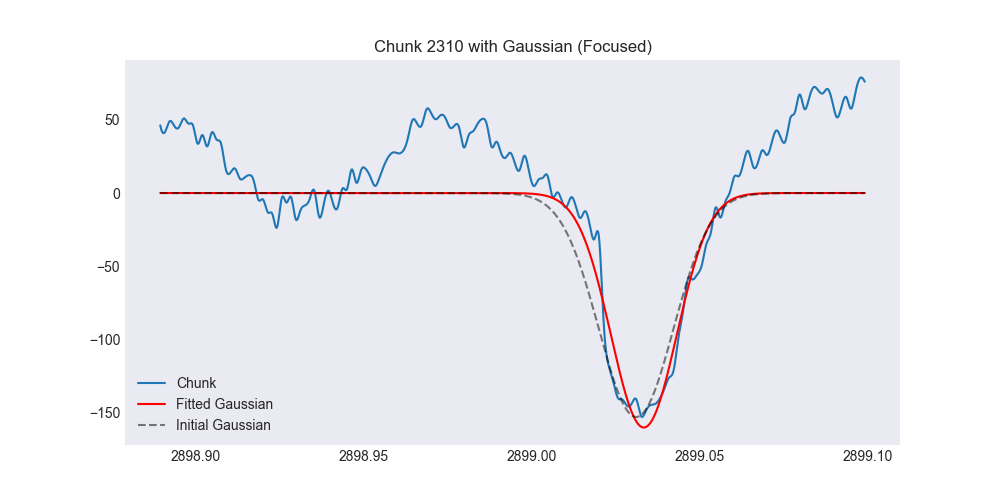 Chunk 2310 with Gaussian (Focused)
50
0
−50
−100
−150
Chunk
Fitted Gaussian
Initial Gaussian
2898.90 2898.95 2899.00 2899.05 2899.10